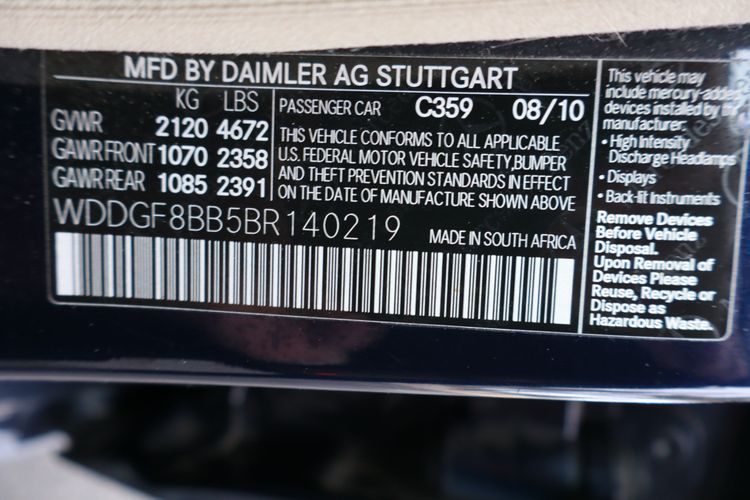 MFD BY DAIMLER AG STUTTGART
KG LBS
GVWR 2120 4672
GAWR FRONT 1070 2358
GAWR REAR 1085 2391
PASSENGER CAR C359 08/10
THIS VEHICLE CONFORMS TO ALL APPLICABLE
U.S. FEDERAL MOTOR VEHICLE SAFETY, BUMPER
AND THEFT PREVENTION STANDARDS IN EFFECT
ON THE DATE OF MANUFACTURE SHOWN ABOVE
WDDGF8BB5BR140219
MADE IN SOUTH AFRICA
This vehicle may
include mercury-added
devices installed by the
manufacturer:
• High Intensity
Discharge Headlamps
• Displays
• Back-lit Instruments
Remove Devices
Before Vehicle
Disposal.
Upon Removal of
Devices Please
Reuse, Recycle or
Dispose as
Hazardous Waste.